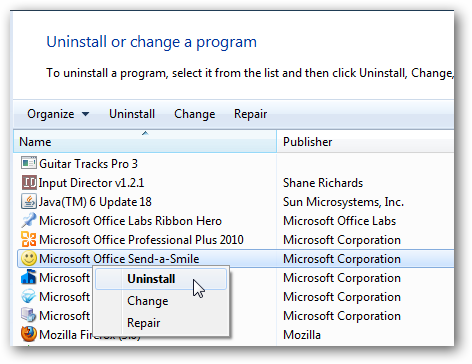 Uninstall or change a program
To uninstall a program, select it from the list and then click Uninstall, Change,
Organize Uninstall Change Repair
Name Publisher
Guitar Tracks Pro 3
Input Director v1.2.1 Shane Richards
Java(TM) 6 Update 18 Sun Microsystems, Inc.
Microsoft Office Labs Ribbon Hero Microsoft Office Labs
Microsoft Office Professional Plus 2010 Microsoft Corporation
Microsoft Office Send-a-Smile Microsoft Corporation
Microsoft Microsoft Corporation
Uninstall
Microsoft Microsoft Corporation
Change
Microsoft Microsoft Corporation
Repair
Mozilla Mozilla